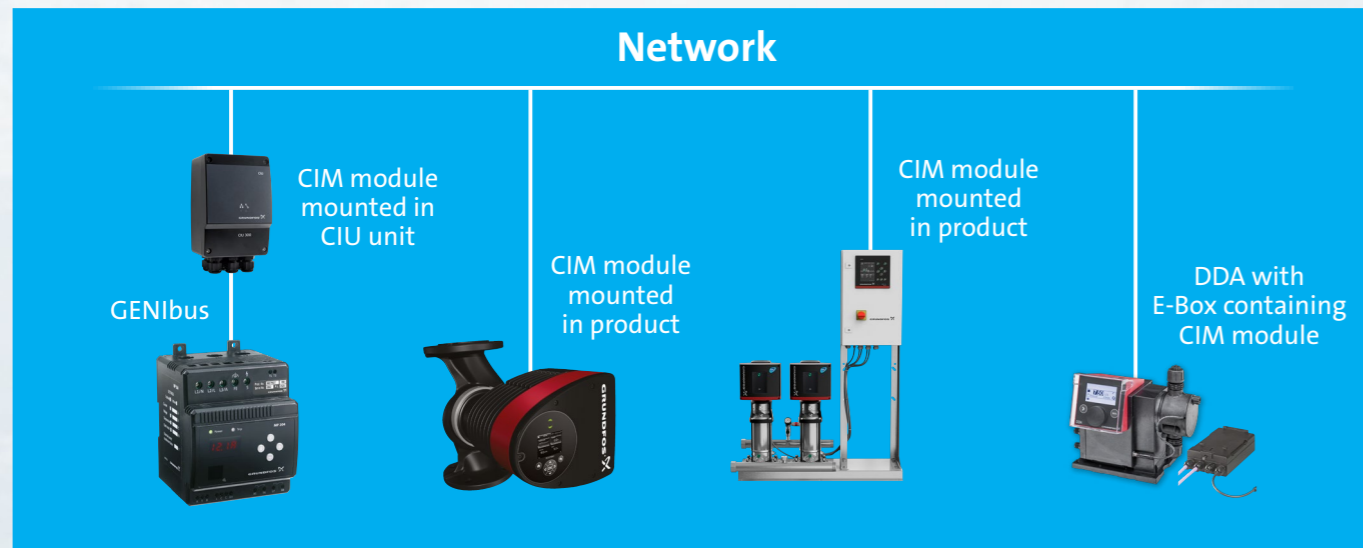 Network
CIM module
mounted in
CIU unit
GENIbus
CIM module
mounted
in product
GRUNDFOS
CIM module
mounted
in product
DDA with
E-Box containing
CIM module